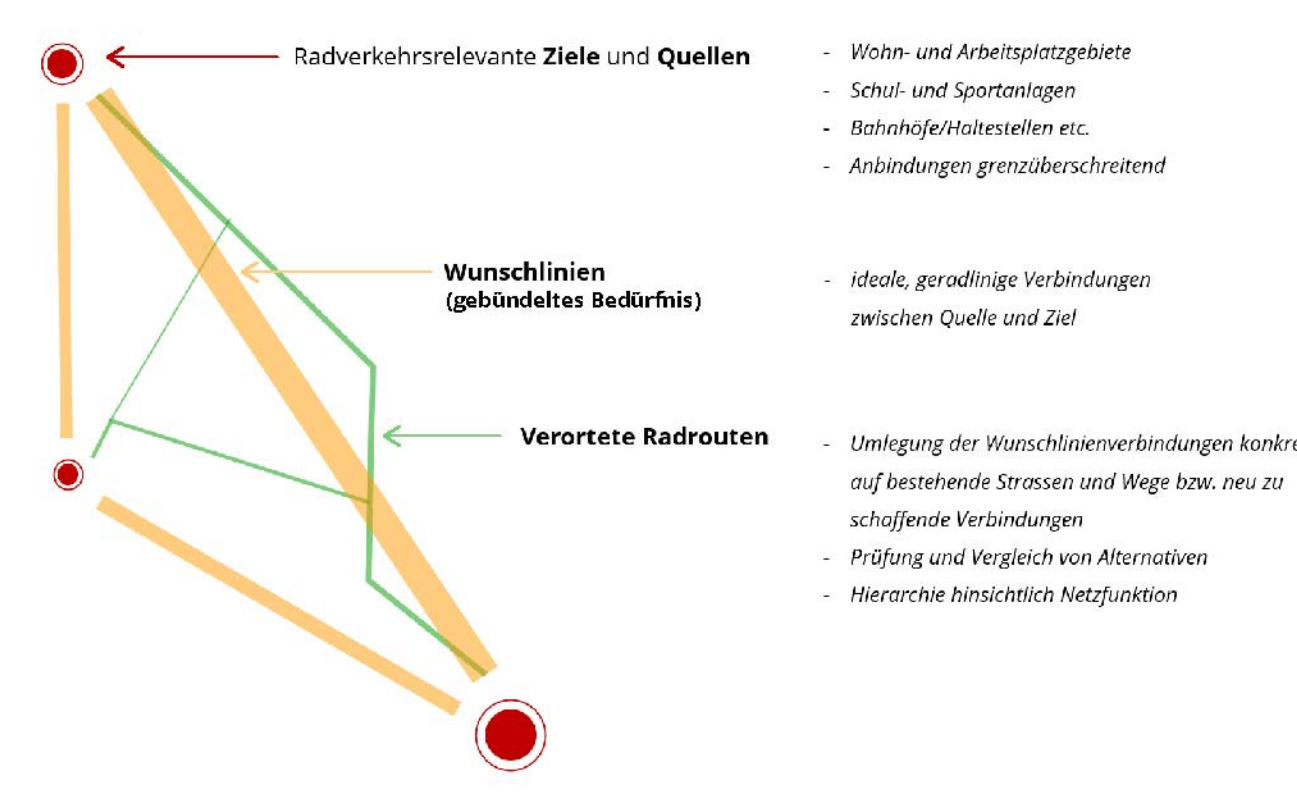 Radverkehrsrelevante Ziele und Quellen
- Wohn- und Arbeitsplatzgebiete
- Schul- und Sportanlagen
- Bahnhöfe/Haltestellen etc.
- Anbindungen grenzüberschreitend
Wunschlinien
(gebündeltes Bedürfnis)
- ideale, geradlinige Verbindungen
zwischen Quelle und Ziel
Verortete Radrouten
- Umlegung der Wunschlinienverbindungen
auf bestehende Strassen und Wege bzw. neu zu
schaffende Verbindungen
- Prüfung und Vergleich von Alternativen
- Hierarchie hinsichtlich Netzfunktion